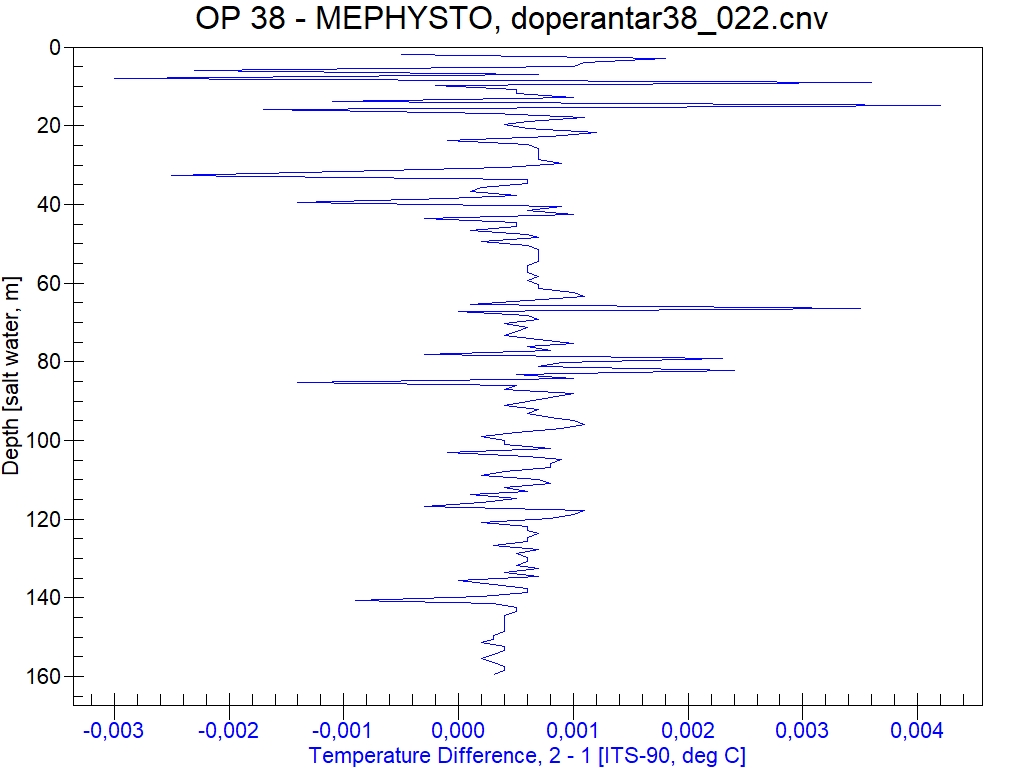 OP 38 - MEPHYSTO, doperantar38_022.cnv
0
20
40
60
80
100
120
140
160
Depth [salt water, m]
-0,003 -0,002 -0,001 0,000 0,001 0,002 0,003 0,004
Temperature Difference, 2 - 1 [ITS-90, deg C]